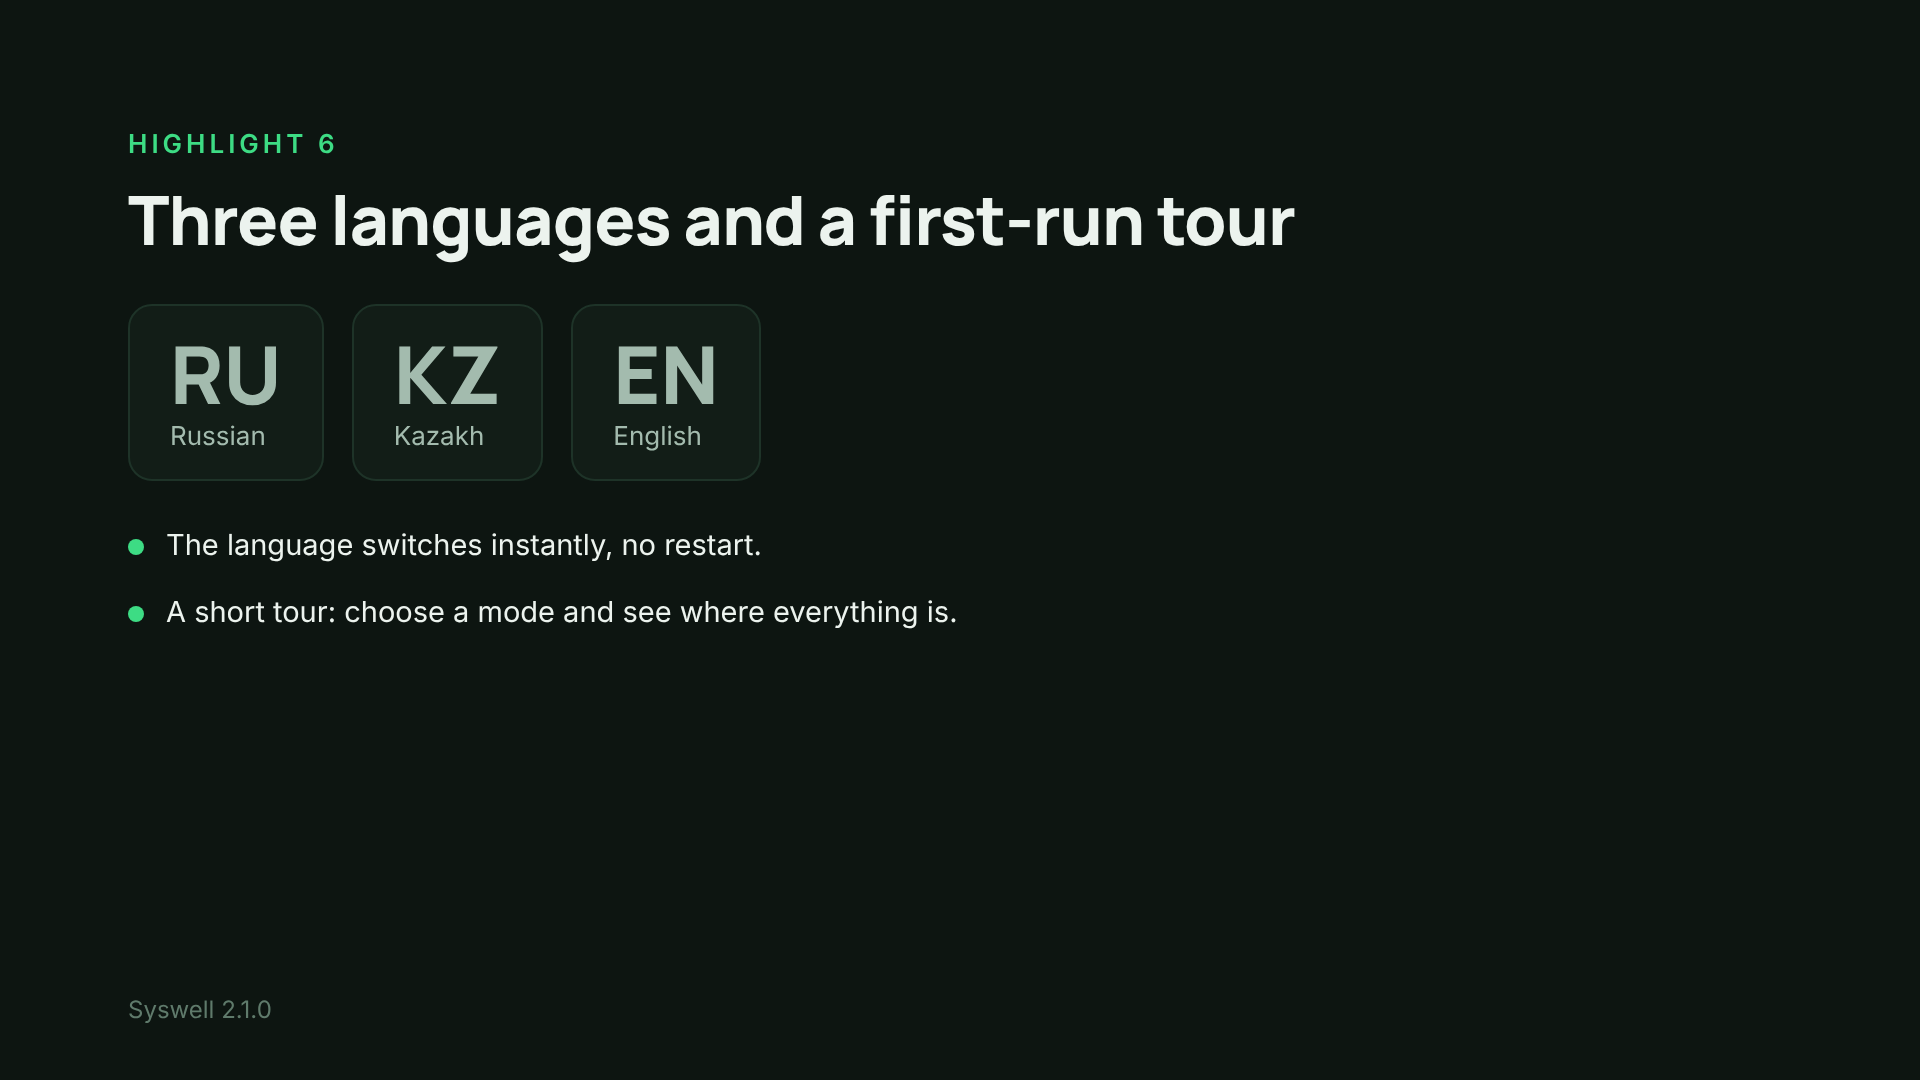 HIGHLIGHT 6
Three languages and a first-run tour
RU
Russian
KZ
Kazakh
EN
English
The language switches instantly, no restart.
A short tour: choose a mode and see where everything is.
Syswell 2.1.0